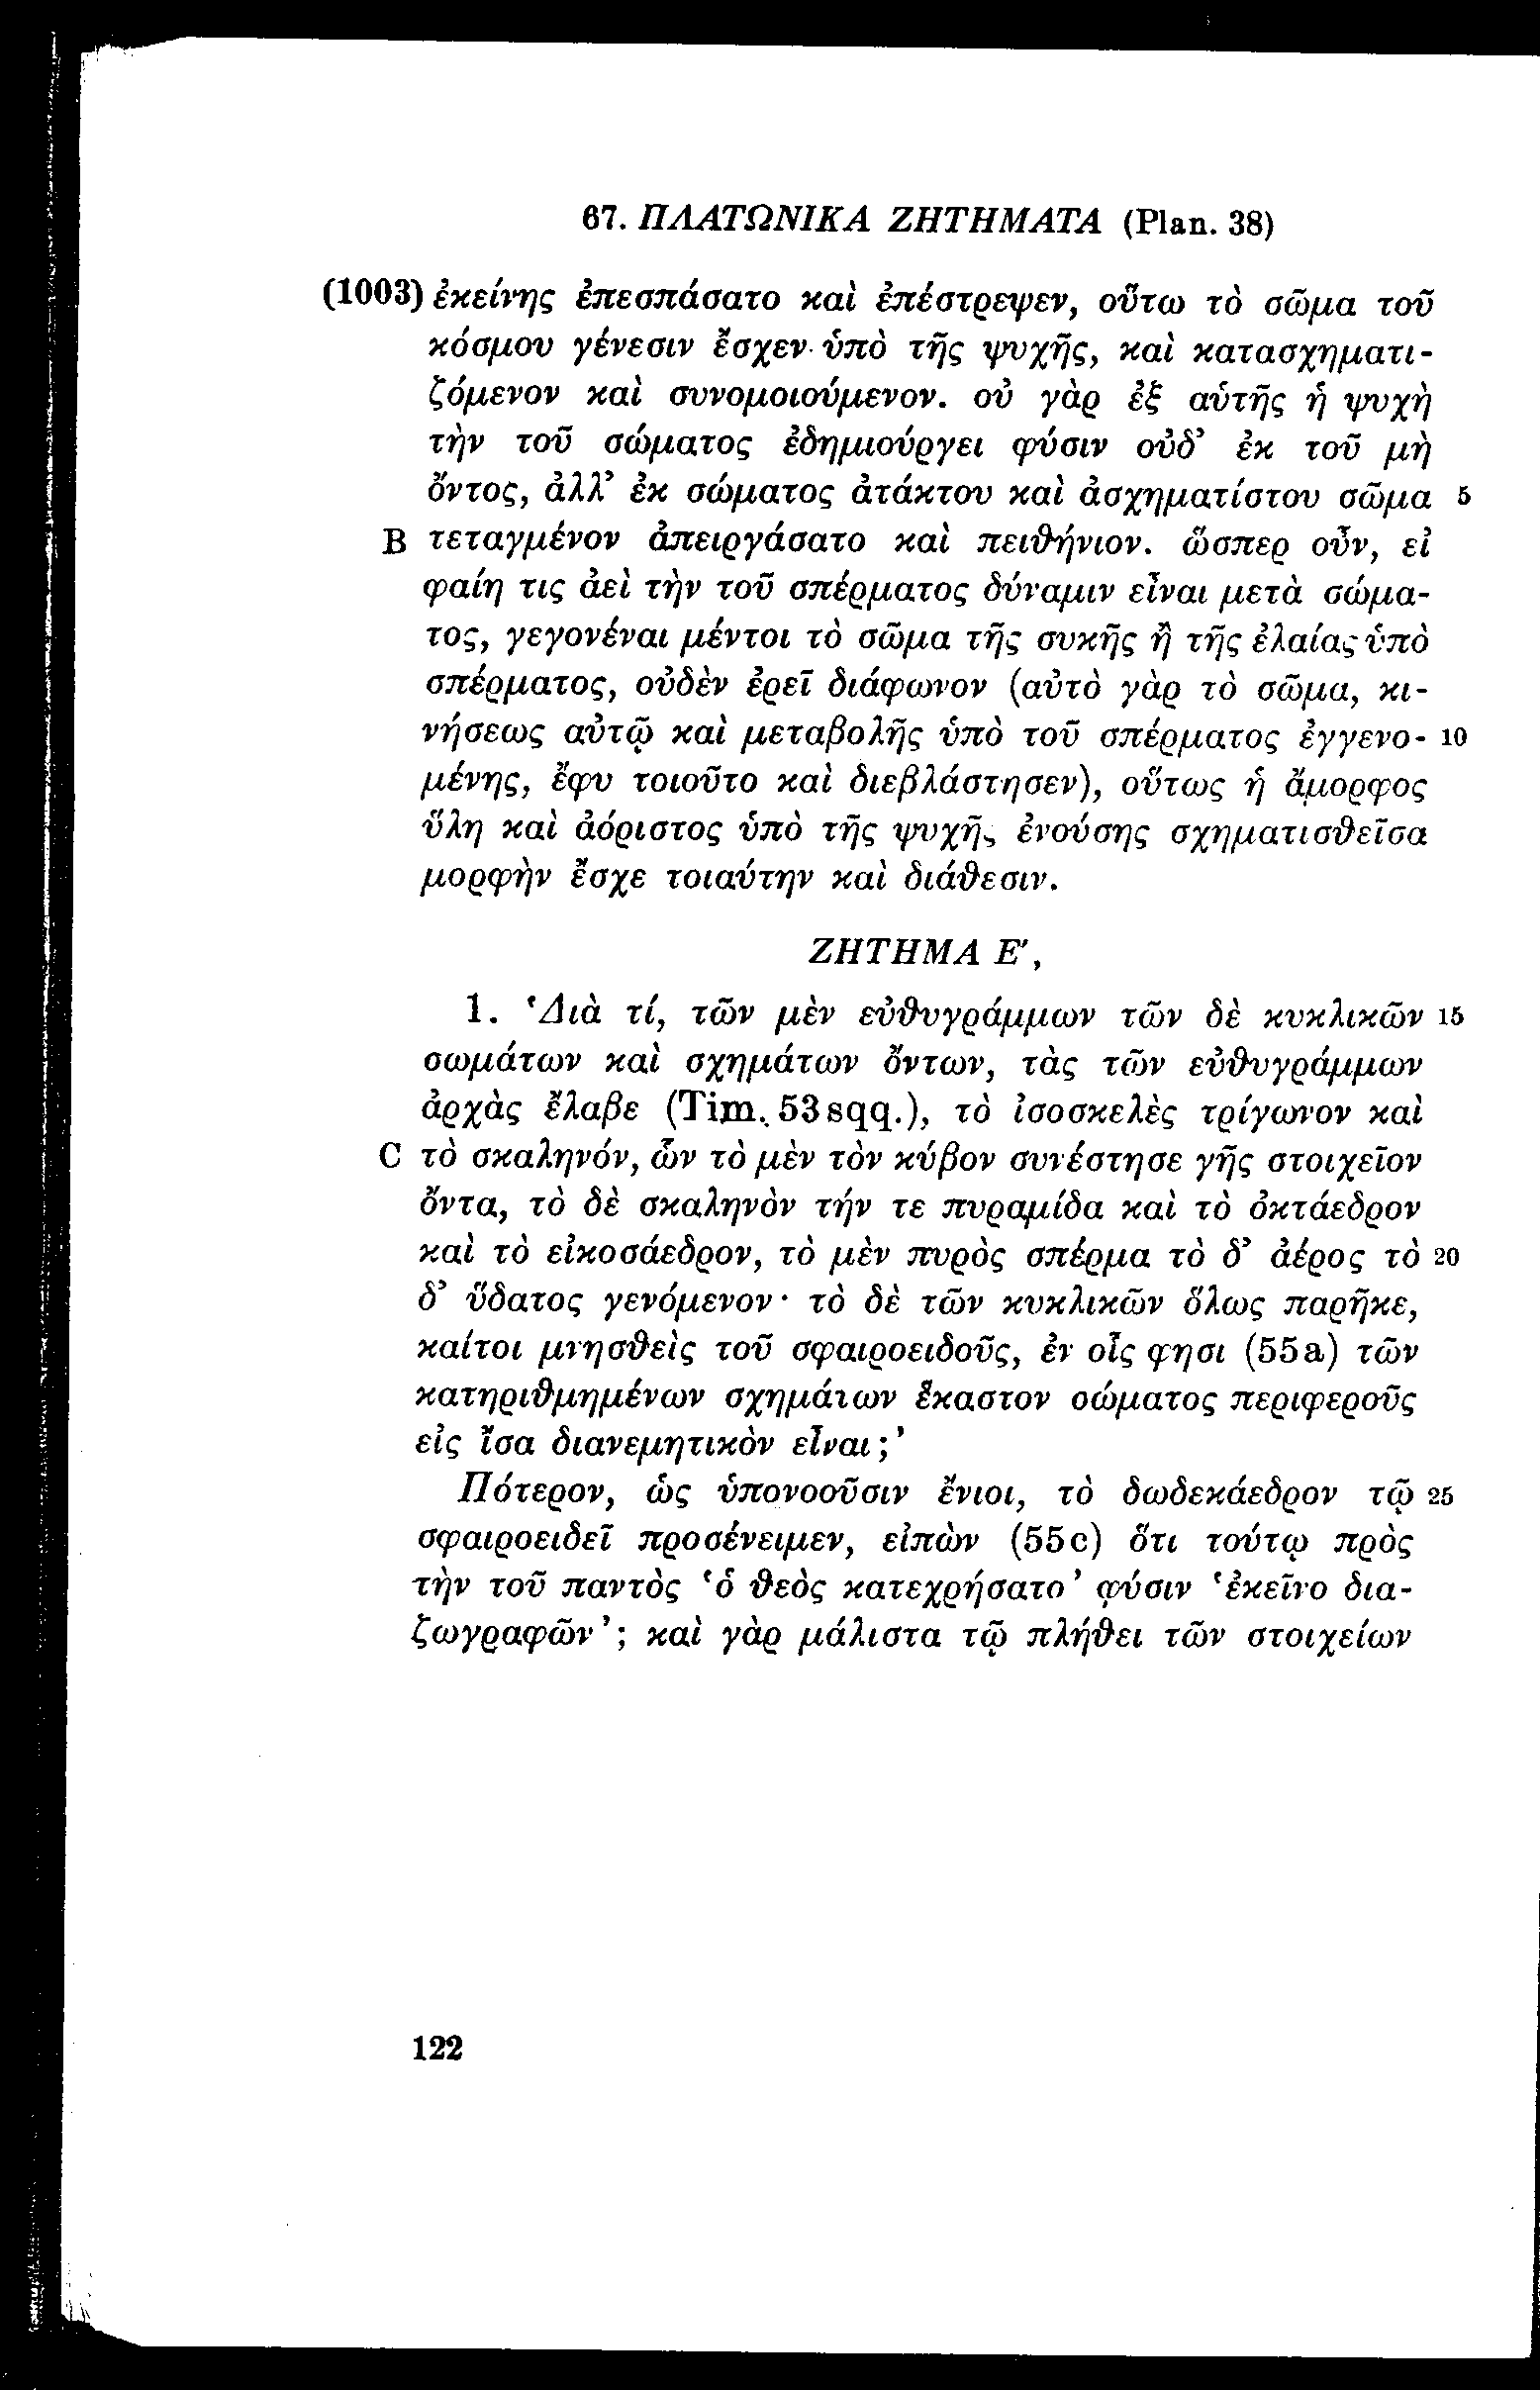 67. ΠΛΑΤΩΝΙΚΑ ΖΗΤΗΜΑΤΑ (Plan. 38)
(1003) ἐκείνης ἐπεσπάσατο καὶ ἐπέστρεψεν, οὕτω τὸ σῶμα τοῦ
κόσμου γένεσιν ἔσχεν ὑπὸ τῆς ψυχῆς, καὶ κατασχηματι-
ζόμενον καὶ συνομοιούμενον. οὐ γὰρ ἐξ αὑτῆς ἡ ψυχὴ
τὴν τοῦ σώματος ἐδημιούργει φύσιν οὐδ’ ἐκ τοῦ μὴ
ὄντος, ἀλλ’ ἐκ σώματος ἀτάκτου καὶ ἀσχηματίστου σῶμα 5
B τεταγμένον ἀπειργάσατο καὶ πειθήνιον. ὥσπερ οὖν, εἰ
φαίη τις ἀεὶ τὴν τοῦ σπέρματος δύναμιν εἶναι μετὰ σώμα-
τος, γεγονέναι μέντοι τὸ σῶμα τῆς συκῆς ἢ τῆς ἐλαίας ὑπὸ
σπέρματος, οὐδὲν ἐρεῖ διάφωνον (αὐτὸ γὰρ τὸ σῶμα, κι-
νήσεως αὐτῷ καὶ μεταβολῆς ὑπὸ τοῦ σπέρματος ἐγγενο- 10
μένης, ἔφυ τοιοῦτο καὶ διεβλάστησεν), οὕτως ἡ ἄμορφος
ὕλη καὶ ἀόριστος ὑπὸ τῆς ψυχῆς ἐνούσης σχηματισθεῖσα
μορφὴν ἔσχε τοιαύτην καὶ διάθεσιν.
ΖΗΤΗΜΑ Ε′,
1. ‘Διὰ τί, τῶν μὲν εὐθυγράμμων τῶν δὲ κυκλικῶν 15
σωμάτων καὶ σχημάτων ὄντων, τὰς τῶν εὐθυγράμμων
ἀρχὰς ἔλαβε (Tim. 53 sqq.), τὸ ἰσοσκελὲς τρίγωνον καὶ
C τὸ σκαληνόν, ὧν τὸ μὲν τὸν κύβον συνέστησε γῆς στοιχεῖον
ὄντα, τὸ δὲ σκαληνὸν τήν τε πυραμίδα καὶ τὸ ὀκτάεδρον
καὶ τὸ εἰκοσάεδρον, τὸ μὲν πυρὸς σπέρμα τὸ δ’ ἀέρος τὸ 20
δ’ ὕδατος γενόμενον· τὸ δὲ τῶν κυκλικῶν ὅλως παρῆκε,
καίτοι μνησθεὶς τοῦ σφαιροειδοῦς, ἐν οἷς φησι (55 a) τῶν
κατηριθμημένων σχημάτων ἕκαστον σώματος περιφεροῦς
εἰς ἴσα διανεμητικὸν εἶναι;’
Πότερον, ὡς ὑπονοοῦσιν ἔνιοι, τὸ δωδεκάεδρον τῷ 25
σφαιροειδεῖ προσένειμεν, εἰπὼν (55 c) ὅτι τούτῳ πρὸς
τὴν τοῦ παντὸς ‘ὁ θεὸς κατεχρήσατο’ φύσιν ‘ἐκεῖνο δια-
ζωγραφῶν’; καὶ γὰρ μάλιστα τῷ πλήθει τῶν στοιχείων
122